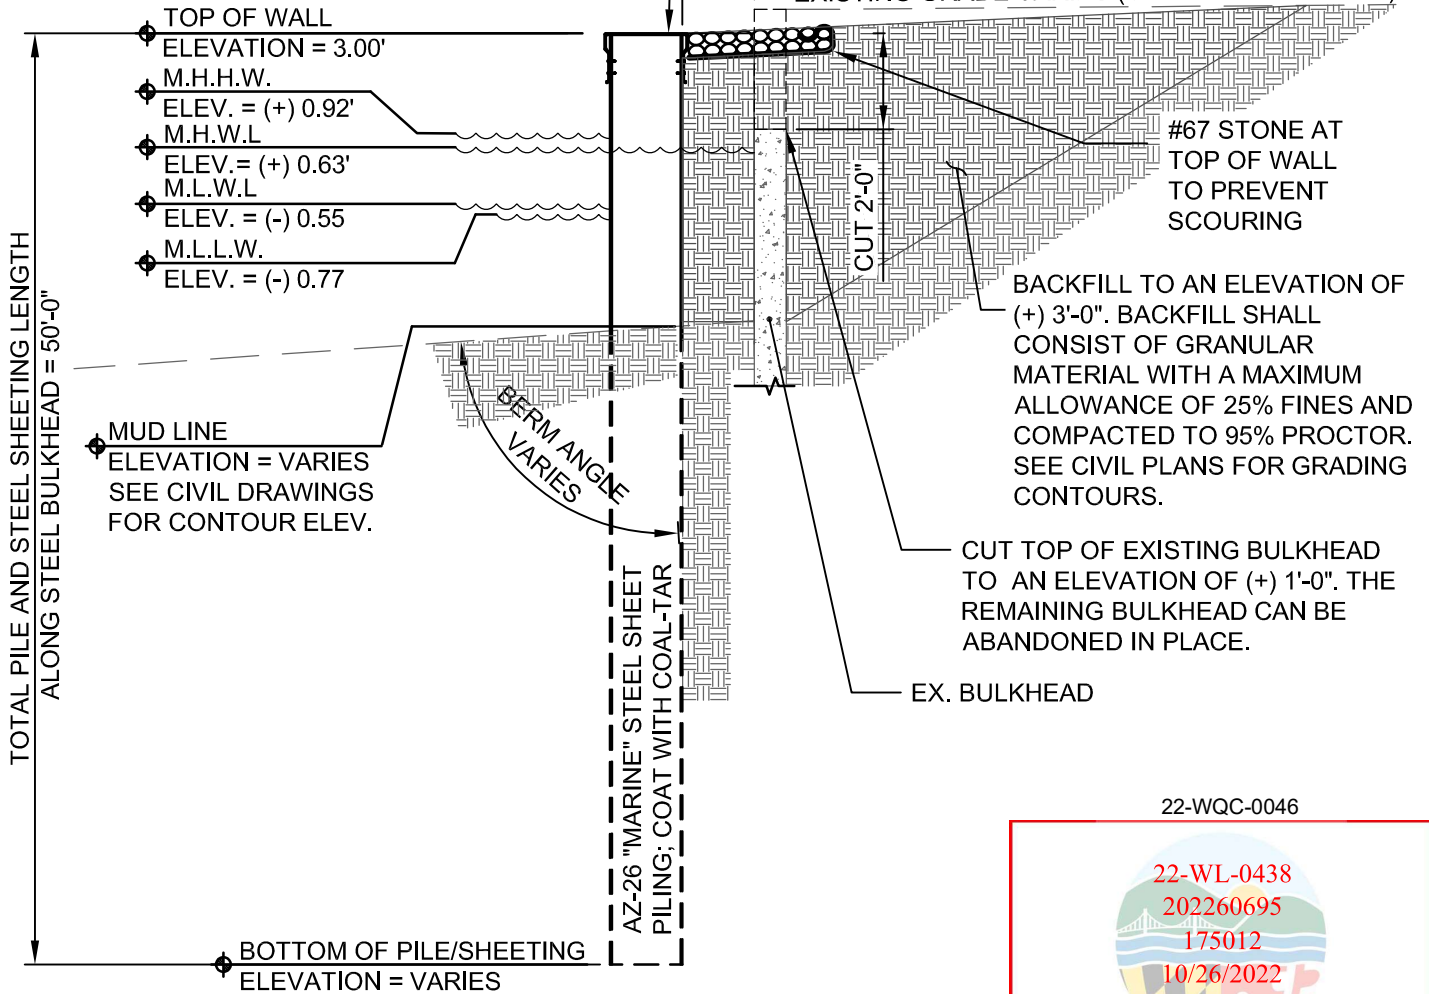 TOP OF WALL
ELEVATION = 3.00'
M.H.H.W.
ELEV. = (+) 0.92'
M.H.W.L
ELEV.= (+) 0.63'
M.L.W.L
ELEV. = (-) 0.55
M.L.L.W.
ELEV. = (-) 0.77
TOTAL PILE AND STEEL SHEETING LENGTH
ALONG STEEL BULKHEAD = 50'-0"
MUD LINE
ELEVATION = VARIES
SEE CIVIL DRAWINGS
FOR CONTOUR ELEV.
BERM ANGLE
VARIES
AZ-26 "MARINE" STEEL SHEET
PILING; COAT WITH COAL-TAR
BOTTOM OF PILE/SHEETING
ELEVATION = VARIES
CUT 2'-0"
#67 STONE AT
TOP OF WALL
TO PREVENT
SCOURING
BACKFILL TO AN ELEVATION OF
(+) 3'-0". BACKFILL SHALL
CONSIST OF GRANULAR
MATERIAL WITH A MAXIMUM
ALLOWANCE OF 25% FINES AND
COMPACTED TO 95% PROCTOR.
SEE CIVIL PLANS FOR GRADING
CONTOURS.
CUT TOP OF EXISTING BULKHEAD
TO AN ELEVATION OF (+) 1'-0". THE
REMAINING BULKHEAD CAN BE
ABANDONED IN PLACE.
EX. BULKHEAD
22-WQC-0046
22-WL-0438
202260695
175012
10/26/2022